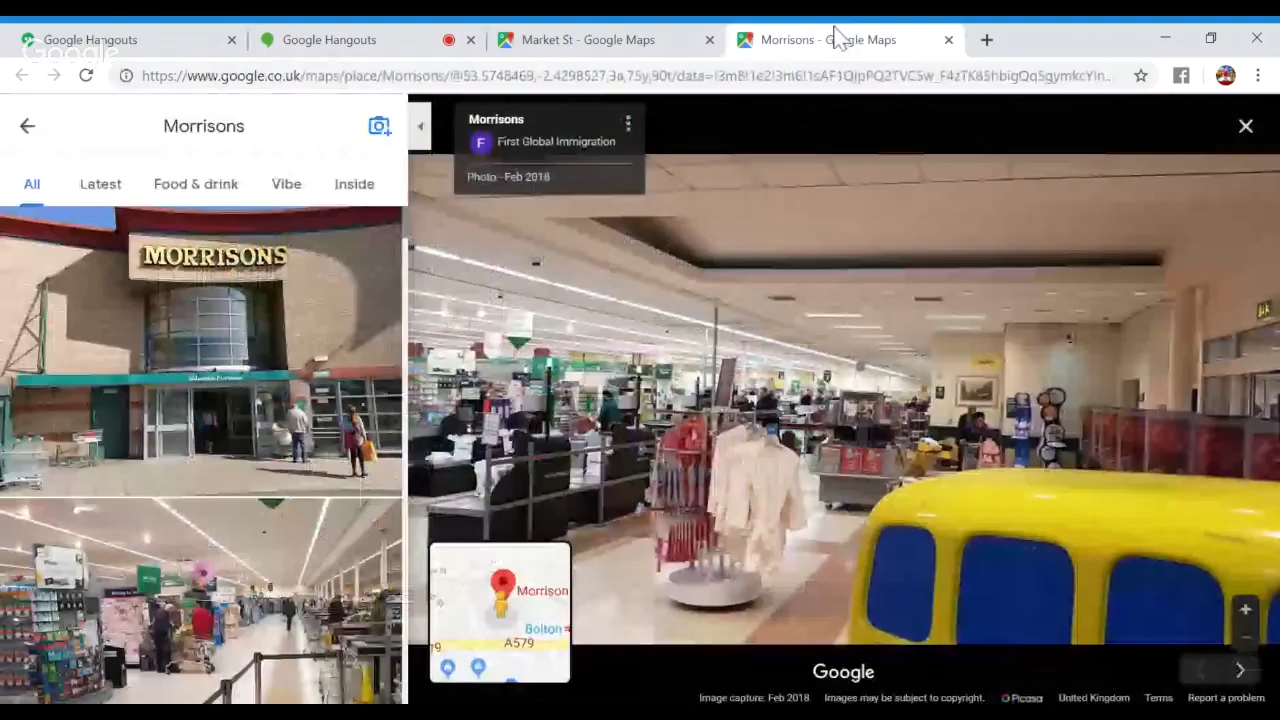 Google Hangouts
Google Hangouts
Market St - Google Maps
Morrisons - Google Maps
Google
Morrisons
All
Latest
Food & drink
Vibe
Inside
Morrisons
F
First Global Immigration
Photo - Feb 2018
MORRISONS
Morrison
Bolton
A579
Google
Image capture: Feb 2018
Images may be subject to copyright.
Picasa
United Kingdom
Terms
Report a problem